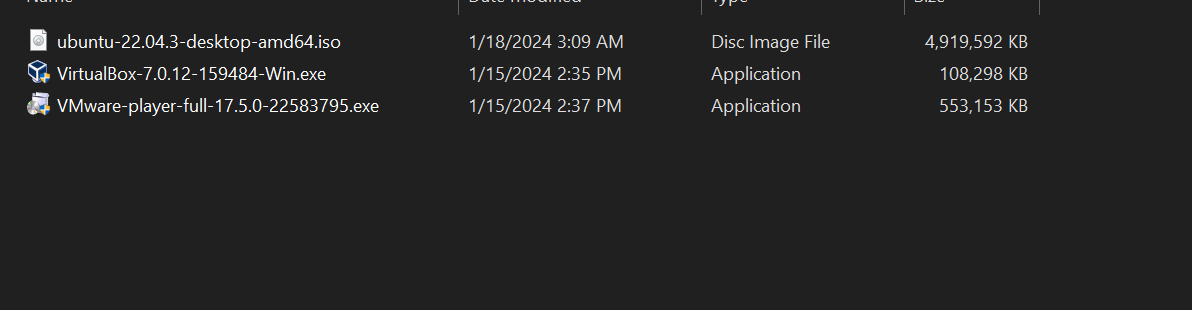 Name Date modified Type Size
ubuntu-22.04.3-desktop-amd64.iso 1/18/2024 3:09 AM Disc Image File 4,919,592 KB
VirtualBox-7.0.12-159484-Win.exe 1/15/2024 2:35 PM Application 108,298 KB
VMware-player-full-17.5.0-22583795.exe 1/15/2024 2:37 PM Application 553,153 KB